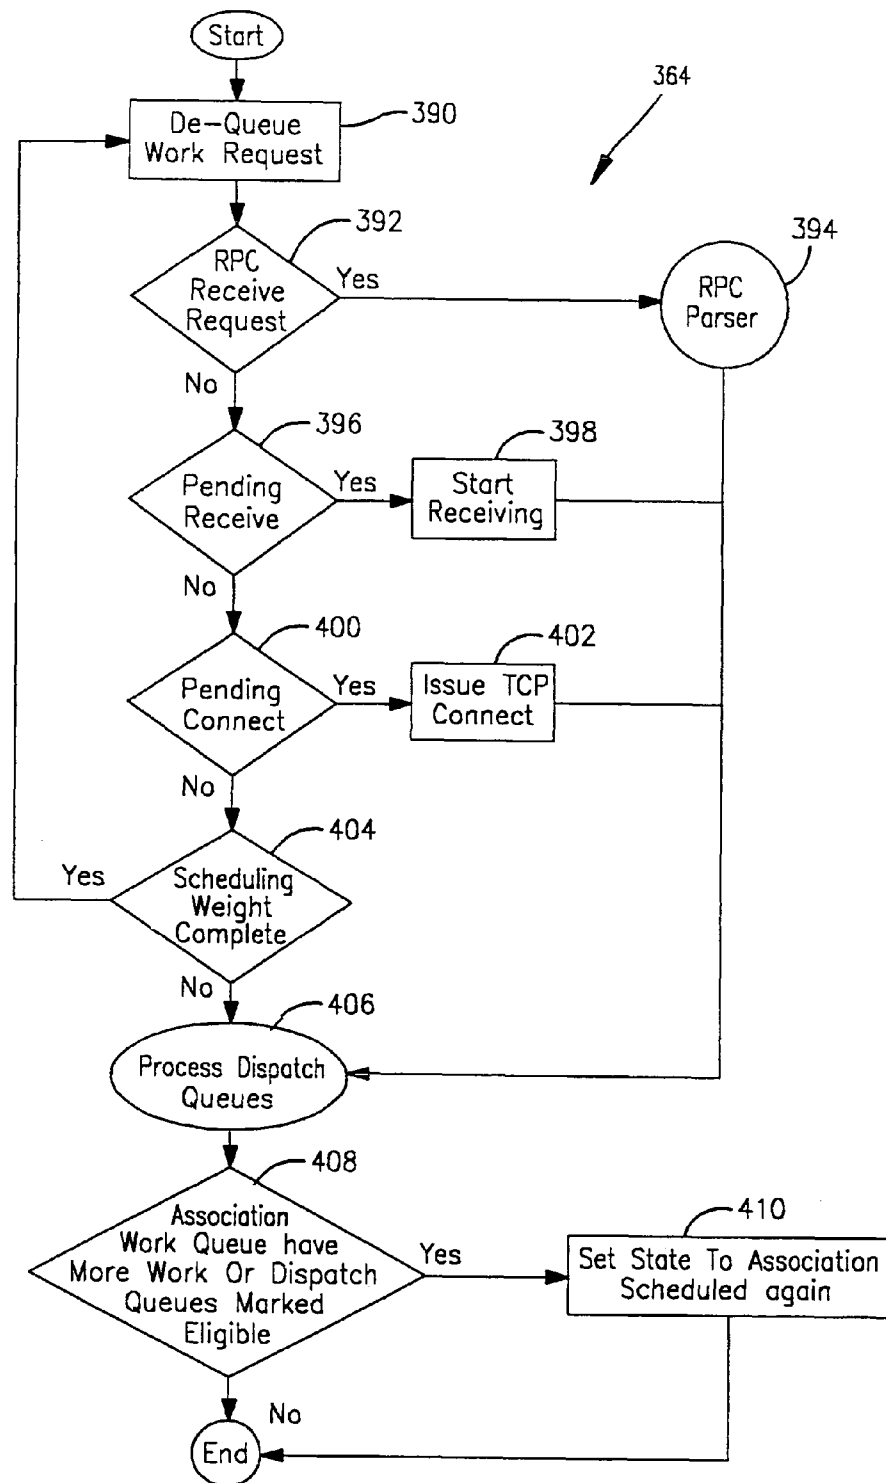 Start
364
De-Queue
Work Request
390
392
RPC
Receive
Request
Yes
394
RPC
Parser
No
396
Pending
Receive
Yes
398
Start
Receiving
No
400
Pending
Connect
Yes
402
Issue TCP
Connect
No
404
Yes
Scheduling
Weight
Complete
No
406
Process Dispatch
Queues
408
Association
Work Queue have
More Work Or Dispatch
Queues Marked
Eligible
Yes
410
Set State To Association
Scheduled again
No
End